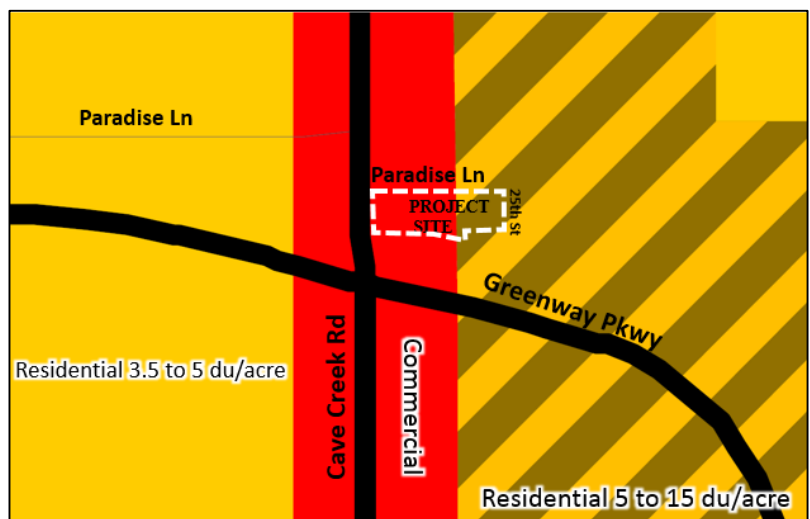 Paradise Ln
Paradise Ln
PROJECT
SITE
25th St
Greenway Pkwy
Cave Creek Rd
Commercial
Residential 3.5 to 5 du/acre
Residential 5 to 15 du/acre